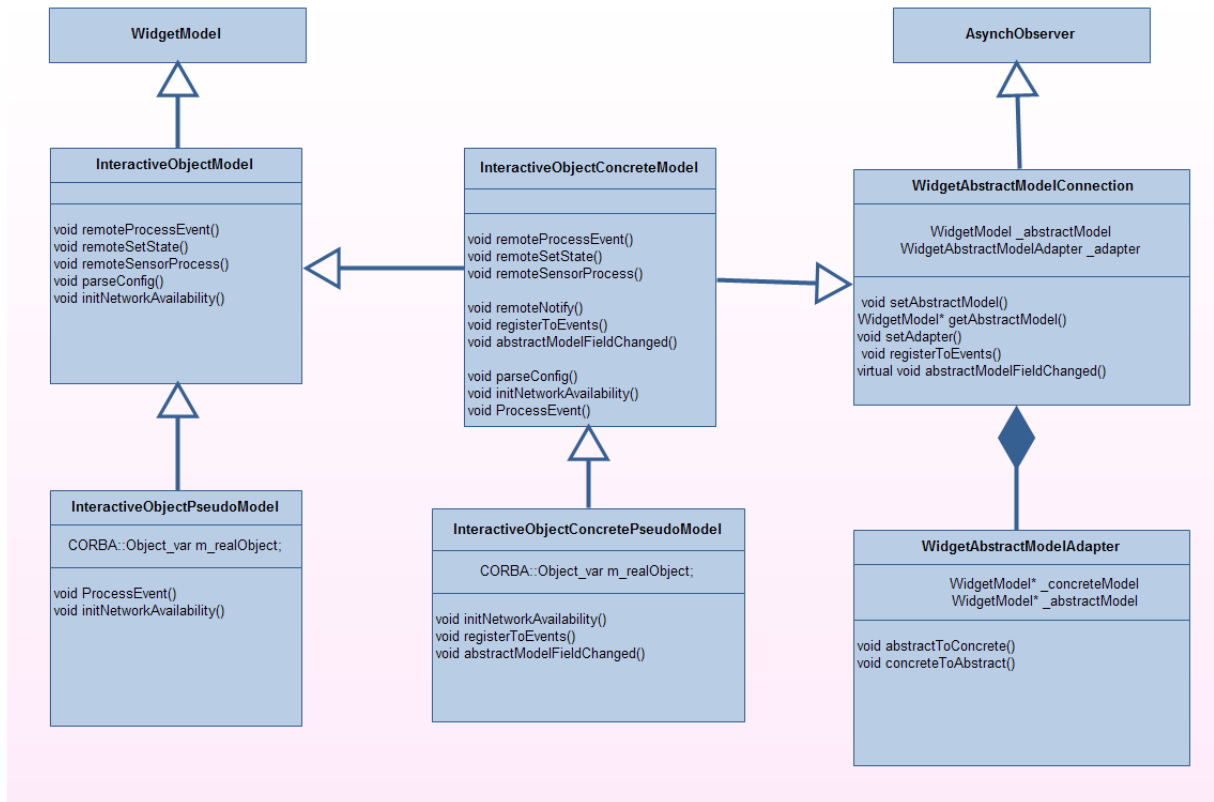 WidgetModel
AsynchObserver
InteractiveObjectModel
void remoteProcessEvent()
void remoteSetState()
void remoteSensorProcess()
void parseConfig()
void initNetworkAvailability()
InteractiveObjectConcreteModel
void remoteProcessEvent()
void remoteSetState()
void remoteSensorProcess()
void remoteNotify()
void registerToEvents()
void abstractModelFieldChanged()
void parseConfig()
void initNetworkAvailability()
void ProcessEvent()
WidgetAbstractModelConnection
WidgetModel _abstractModel
WidgetAbstractModelAdapter _adapter
void setAbstractModel()
WidgetModel* getAbstractModel()
void setAdapter()
void registerToEvents()
virtual void abstractModelFieldChanged()
InteractiveObjectPseudoModel
CORBA::Object_var m_realObject;
void ProcessEvent()
void initNetworkAvailability()
InteractiveObjectConcretePseudoModel
CORBA::Object_var m_realObject;
void initNetworkAvailability()
void registerToEvents()
void abstractModelFieldChanged()
WidgetAbstractModelAdapter
WidgetModel* _concreteModel
WidgetModel* _abstractModel
void abstractToConcrete()
void concreteToAbstract()